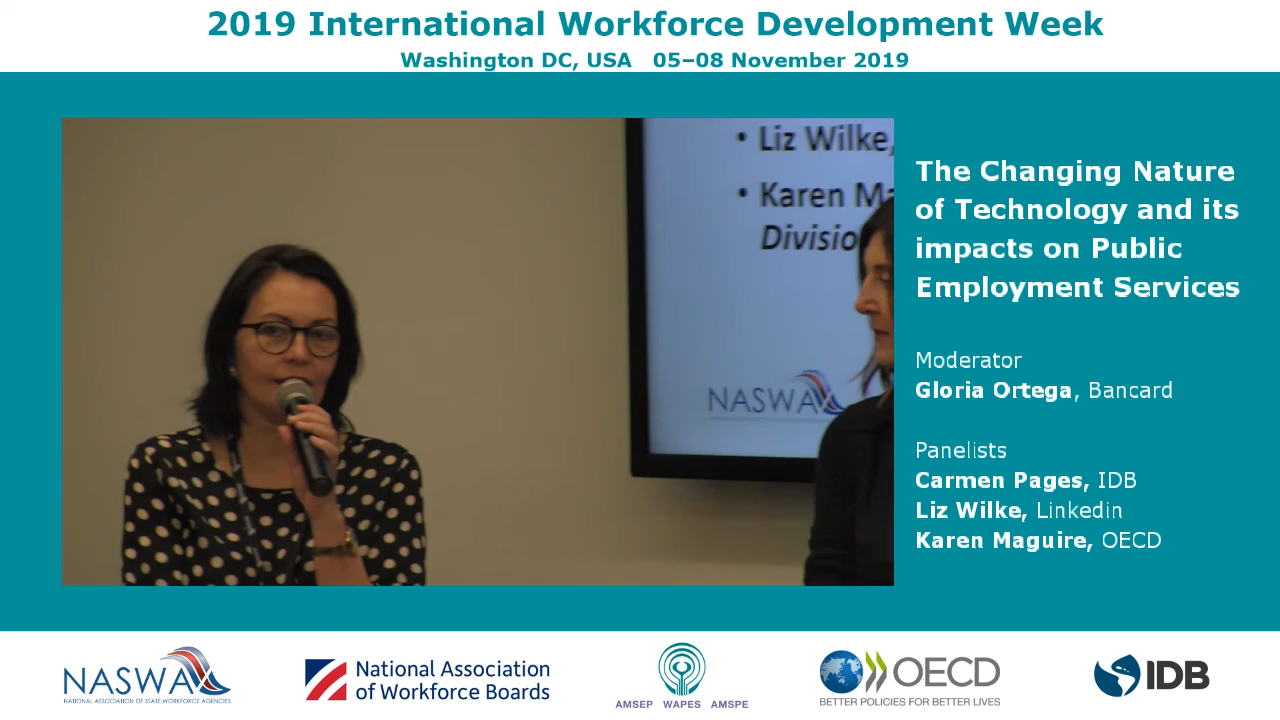 2019 International Workforce Development Week
Washington DC, USA 05–08 November 2019
• Liz Wilke,
• Karen Ma
Divisio
NASWA
The Changing Nature
of Technology and its
impacts on Public
Employment Services
Moderator
Gloria Ortega, Bancard
Panelists
Carmen Pages, IDB
Liz Wilke, Linkedin
Karen Maguire, OECD
NASWA
NATIONAL ASSOCIATION OF STATE WORKFORCE AGENCIES
National Association
of Workforce Boards
AMSEP WAPES AMSPE
OECD
BETTER POLICIES FOR BETTER LIVES
IDB